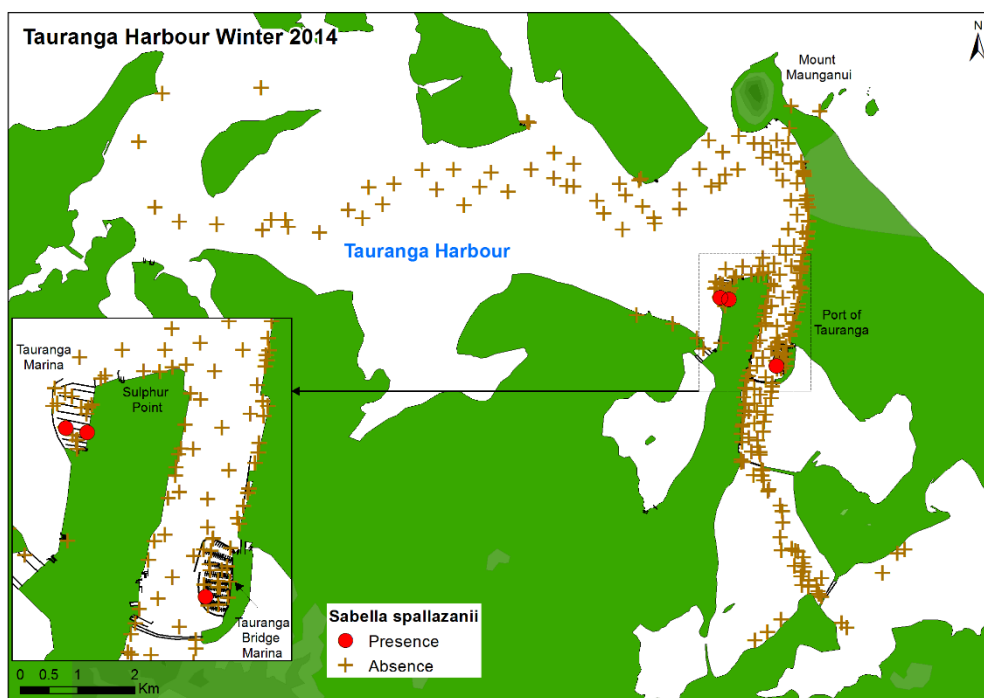 Tauranga Harbour Winter 2014
N
Mount
Maunganui
Tauranga Harbour
Port of
Tauranga
Tauranga
Marina
Sulphur
Point
Tauranga
Bridge
Marina
Sabella spallazanii
Presence
Absence
0 0.5 1 2
Km